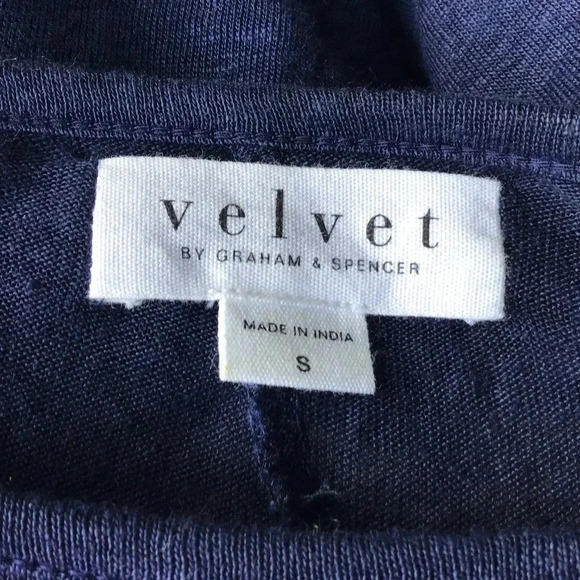 velvet
BY GRAHAM & SPENCER
MADE IN INDIA
S